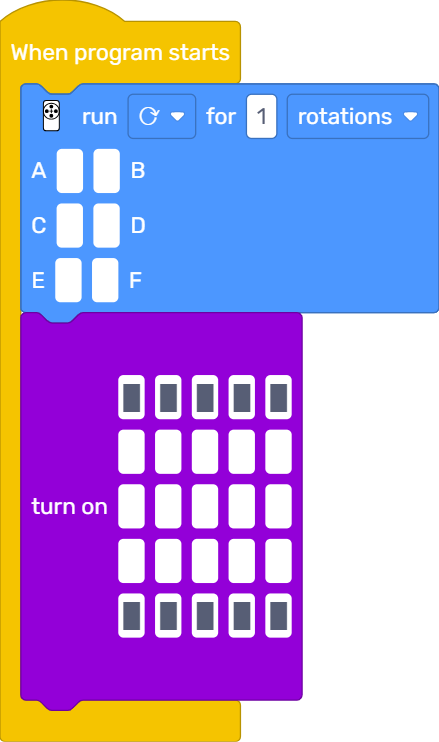 When program starts
run for 1 rotations
A B
C D
E F
turn on